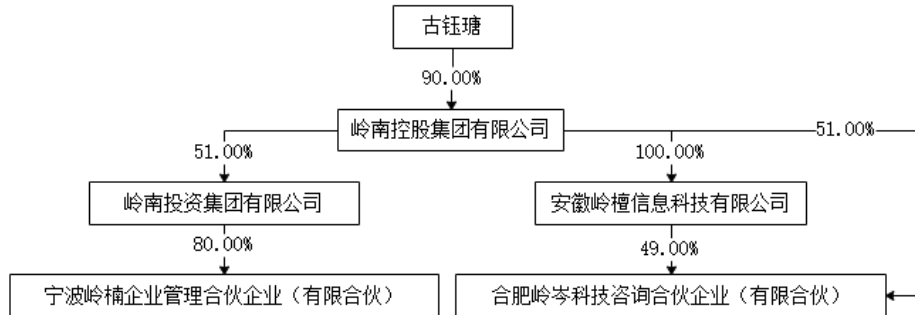 古钰瑭
90.00%
岭南控股集团有限公司
51.00%
51.00%
100.00%
岭南投资集团有限公司
安徽岭檀信息科技有限公司
80.00%
49.00%
宁波岭楠企业管理合伙企业（有限合伙）
合肥岭岑科技咨询合伙企业（有限合伙）